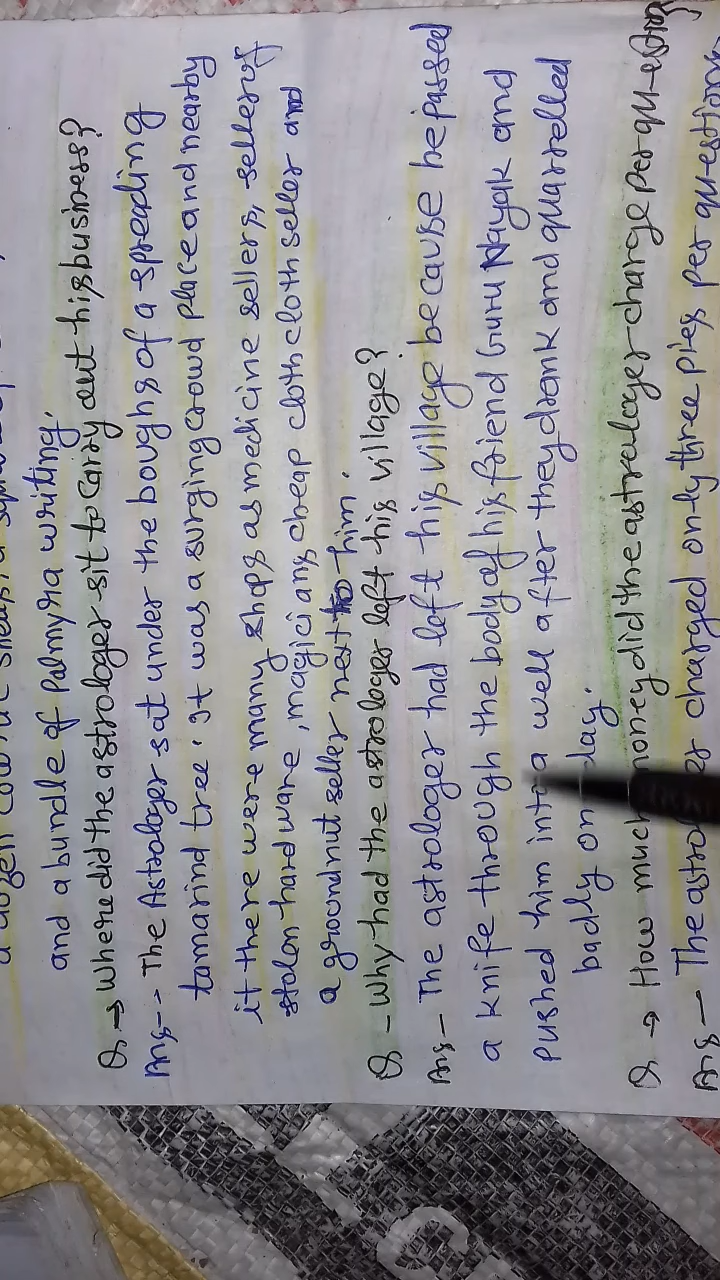 and a bundle of Palmyra writing.
Q → Where did the astrologer sit to carry out his business?
Ans -- The Astrologer sat under the boughs of a spreading
tamarind tree. It was a surging crowd place and nearby
it there were many shops as medicine sellers, sellers of
stolen hardware, magicians cheap cloth cloth seller and
a groundnut seller next to him.
Q - Why had the astrologer left his village?
Ans - The astrologer had left his village because he passed
a knife through the body of his friend Guru Nayak and
pushed him into a well after they drank and quarrelled
badly on day.
Q → How much money did the astrologer charge per question?
Ans - The astrologer charged only three pies per question